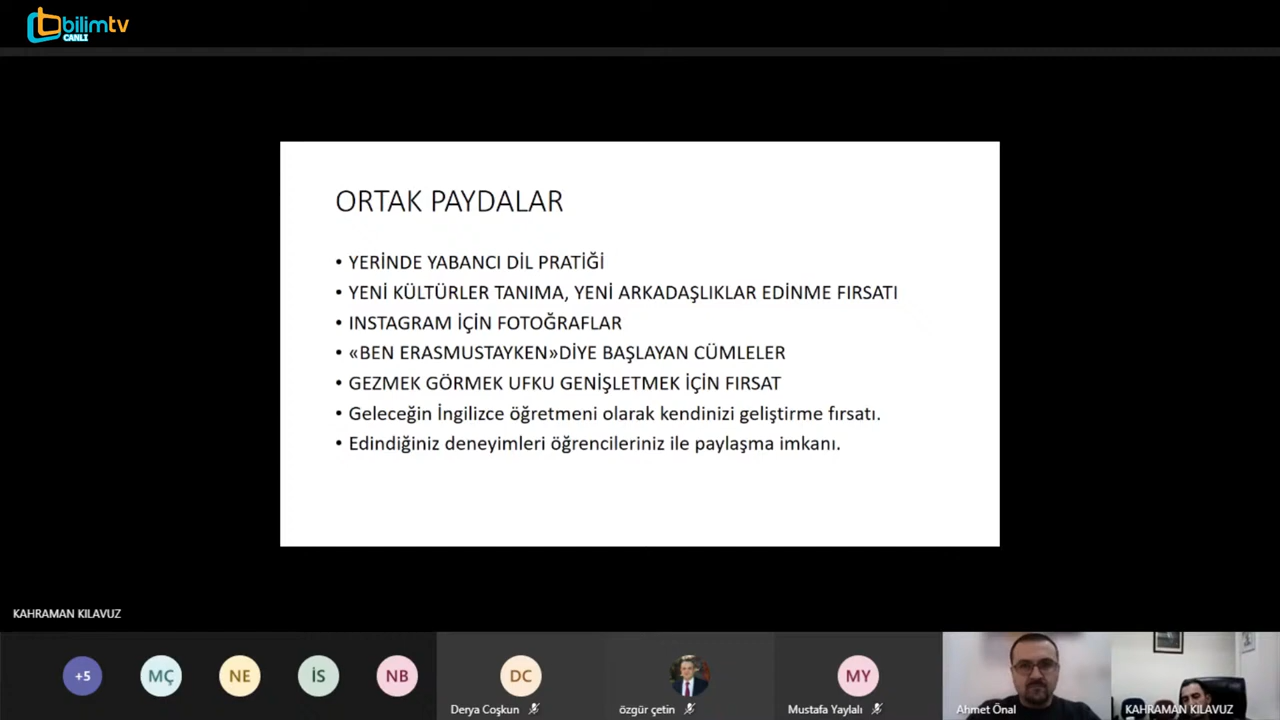 bilimtv
CANLI
ORTAK PAYDALAR
• YERİNDE YABANCI DİL PRATİĞİ
• YENİ KÜLTÜRLER TANIMA, YENİ ARKADAŞLIKLAR EDİNME FIRSATI
• INSTAGRAM İÇİN FOTOĞRAFLAR
• «BEN ERASMUSTAYKEN»DİYE BAŞLAYAN CÜMLELER
• GEZMEK GÖRMEK UFKU GENİŞLETMEK İÇİN FIRSAT
• Geleceğin İngilizce öğretmeni olarak kendinizi geliştirme fırsatı.
• Edindiğiniz deneyimleri öğrencileriniz ile paylaşma imkanı.
KAHRAMAN KILAVUZ
+5
MÇ
NE
İS
NB
DC
MY
Derya Coşkun
özgür çetin
Mustafa Yaylalı
Ahmet Önal
KAHRAMAN KILAVUZ